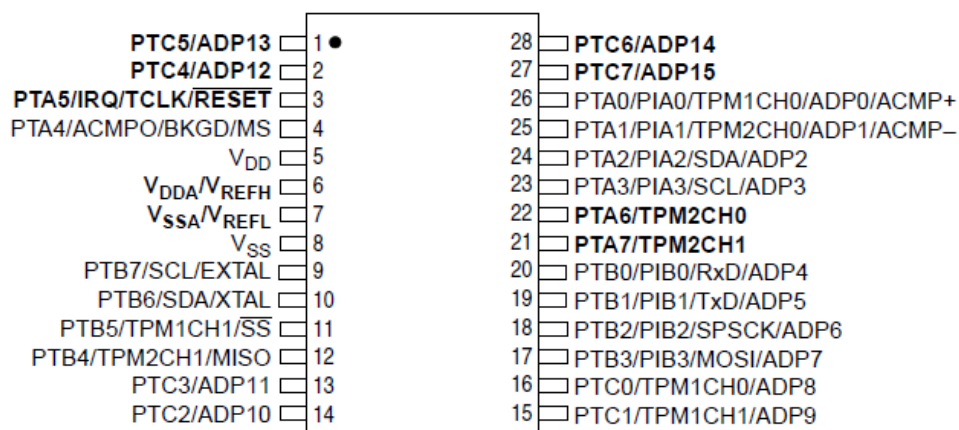 PTC5/ADP13 1 28 PTC6/ADP14
PTC4/ADP12 2 27 PTC7/ADP15
PTA5/IRQ/TCLK/RESET 3 26 PTA0/PIA0/TPM1CH0/ADP0/ACMP+
PTA4/ACMPO/BKGD/MS 4 25 PTA1/PIA1/TPM2CH0/ADP1/ACMP–
VDD 5 24 PTA2/PIA2/SDA/ADP2
VDDA/VREFH 6 23 PTA3/PIA3/SCL/ADP3
VSSA/VREFL 7 22 PTA6/TPM2CH0
VSS 8 21 PTA7/TPM2CH1
PTB7/SCL/EXTAL 9 20 PTB0/PIB0/RxD/ADP4
PTB6/SDA/XTAL 10 19 PTB1/PIB1/TxD/ADP5
PTB5/TPM1CH1/SS 11 18 PTB2/PIB2/SPSCK/ADP6
PTB4/TPM2CH1/MISO 12 17 PTB3/PIB3/MOSI/ADP7
PTC3/ADP11 13 16 PTC0/TPM1CH0/ADP8
PTC2/ADP10 14 15 PTC1/TPM1CH1/ADP9